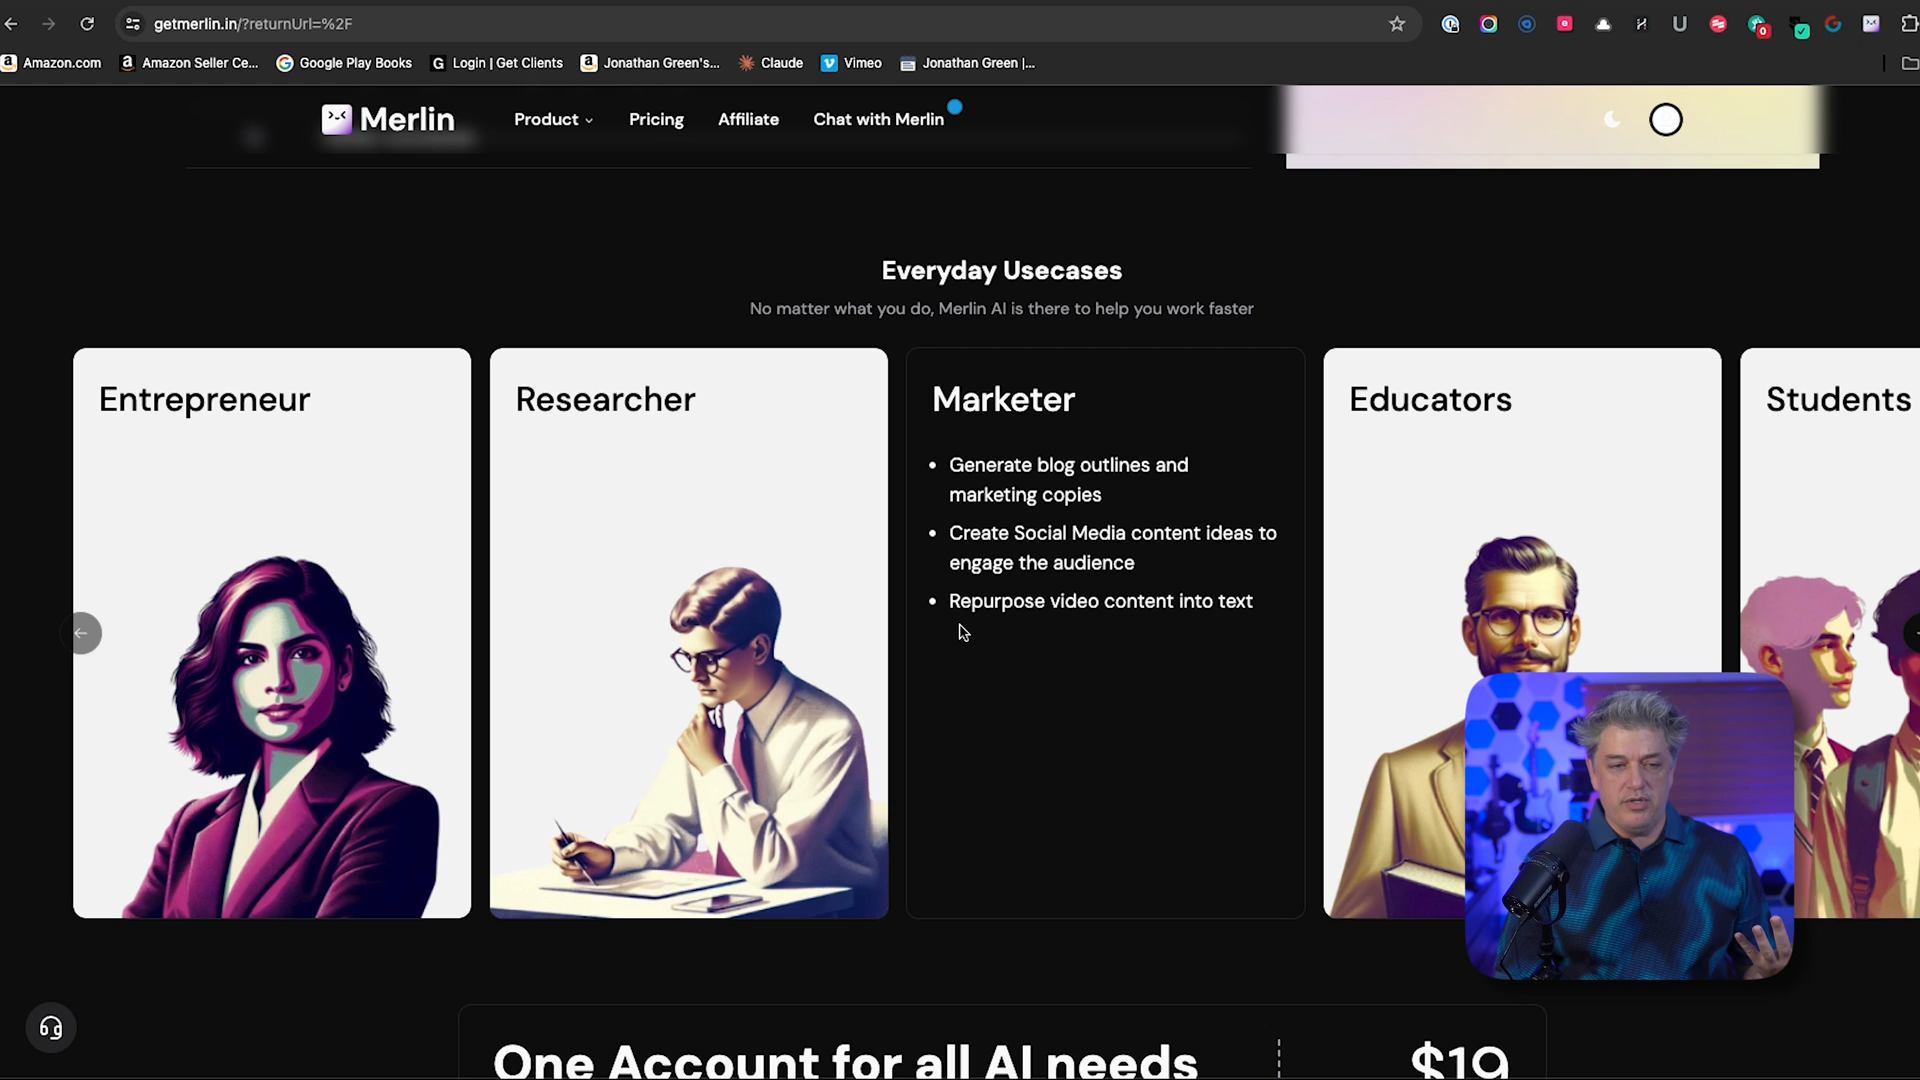 getmerlin.in/?returnUrl=%2F
0
Amazon.com
Amazon Seller Ce...
Google Play Books
Login | Get Clients
Jonathan Green's...
Claude
Vimeo
Jonathan Green |...
Merlin
Product
Pricing
Affiliate
Chat with Merlin
Everyday Usecases
No matter what you do, Merlin AI is there to help you work faster
Entrepreneur
Researcher
Marketer
• Generate blog outlines and
marketing copies
• Create Social Media content ideas to
engage the audience
• Repurpose video content into text
Educators
Students
One Account for all AI needs
$19